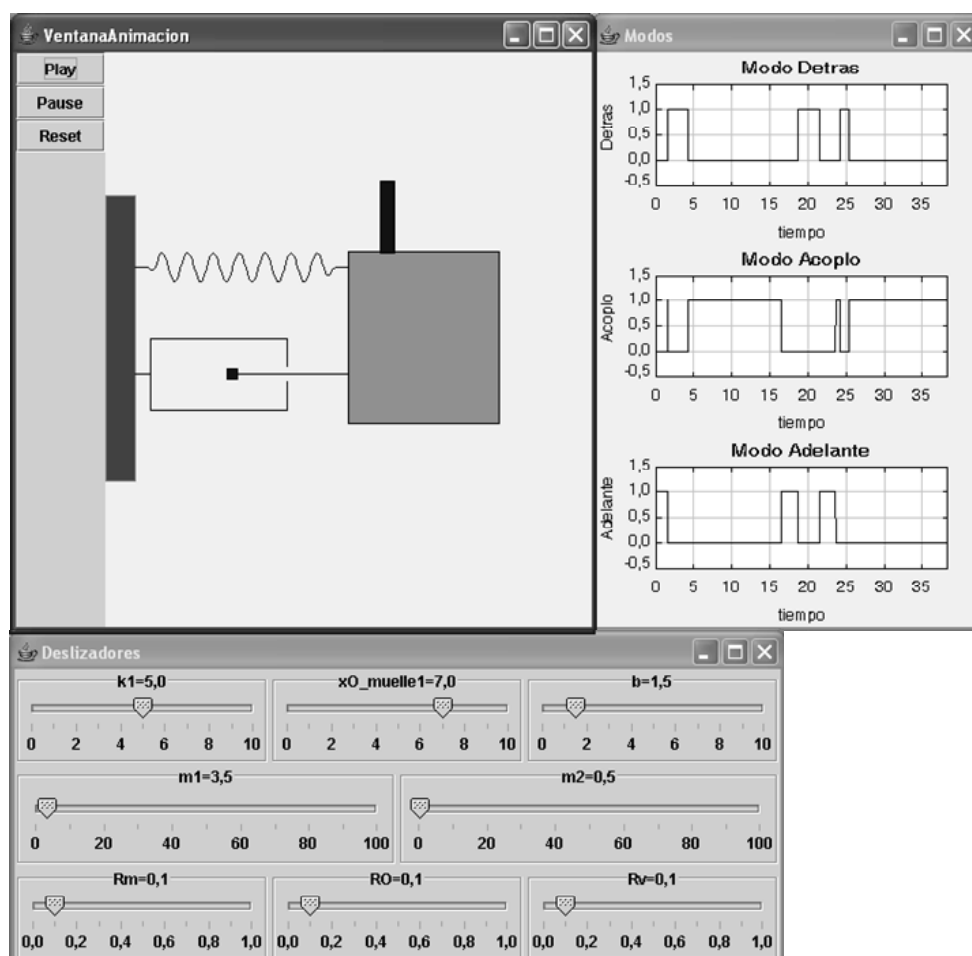 VentanaAnimacion
Play
Pause
Reset
Modos
Modo Detras
Detras
1,5
1,0
0,5
0,0
-0,5
0 5 10 15 20 25 30 35
tiempo
Modo Acoplo
Acoplo
1,5
1,0
0,5
0,0
-0,5
0 5 10 15 20 25 30 35
tiempo
Modo Adelante
Adelante
1,5
1,0
0,5
0,0
-0,5
0 5 10 15 20 25 30 35
tiempo
Deslizadores
k1=5,0 xO_muelle1=7,0 b=1,5
0 2 4 6 8 10 0 2 4 6 8 10 0 2 4 6 8 10
m1=3,5 m2=0,5
0 20 40 60 80 100 0 20 40 60 80 100
Rm=0,1 RO=0,1 Rv=0,1
0,0 0,2 0,4 0,6 0,8 1,0 0,0 0,2 0,4 0,6 0,8 1,0 0,0 0,2 0,4 0,6 0,8 1,0